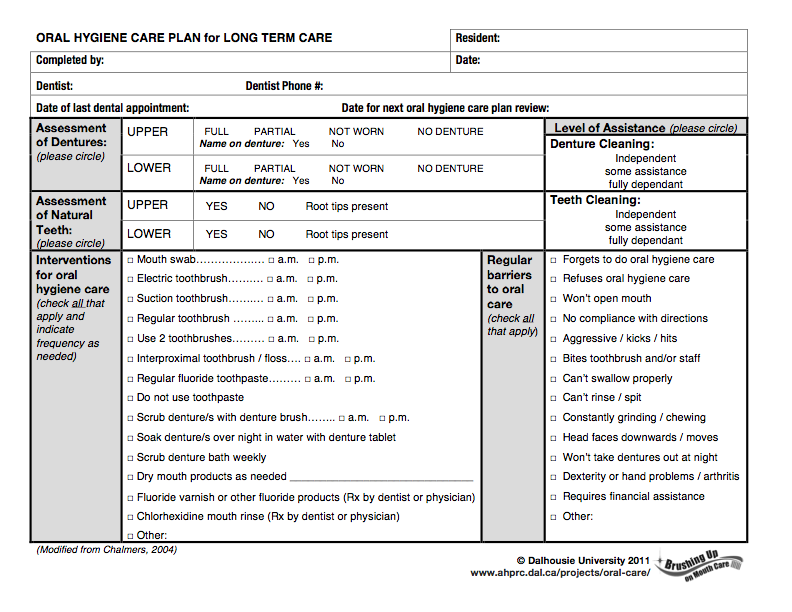 ORAL HYGIENE CARE PLAN for LONG TERM CARE
Resident:
Completed by:
Date:
Dentist:
Dentist Phone #:
Date of last dental appointment:
Date for next oral hygiene care plan review:
Assessment
of Dentures:
(please circle)
UPPER
FULL PARTIAL NOT WORN NO DENTURE
Name on denture: Yes No
LOWER
FULL PARTIAL NOT WORN NO DENTURE
Name on denture: Yes No
Level of Assistance (please circle)
Denture Cleaning:
Independent
some assistance
fully dependant
Assessment
of Natural
Teeth:
(please circle)
UPPER YES NO Root tips present
LOWER YES NO Root tips present
Teeth Cleaning:
Independent
some assistance
fully dependant
Interventions
for oral
hygiene care
(check all that
apply and
indicate
frequency as
needed)
□ Mouth swab……………… □ a.m. □ p.m.
□ Electric toothbrush……… □ a.m. □ p.m.
□ Suction toothbrush……… □ a.m. □ p.m.
□ Regular toothbrush ……... □ a.m. □ p.m.
□ Use 2 toothbrushes……… □ a.m. □ p.m.
□ Interproximal toothbrush / floss…. □ a.m. □ p.m.
□ Regular fluoride toothpaste……… □ a.m. □ p.m.
□ Do not use toothpaste
□ Scrub denture/s with denture brush…….. □ a.m. □ p.m.
□ Soak denture/s over night in water with denture tablet
□ Scrub denture bath weekly
□ Dry mouth products as needed ______________________________
□ Fluoride varnish or other fluoride products (Rx by dentist or physician)
□ Chlorhexidine mouth rinse (Rx by dentist or physician)
□ Other:
Regular
barriers
to oral
care
(check all
that apply)
□ Forgets to do oral hygiene care
□ Refuses oral hygiene care
□ Won't open mouth
□ No compliance with directions
□ Aggressive / kicks / hits
□ Bites toothbrush and/or staff
□ Can't swallow properly
□ Can't rinse / spit
□ Constantly grinding / chewing
□ Head faces downwards / moves
□ Won't take dentures out at night
□ Dexterity or hand problems / arthritis
□ Requires financial assistance
□ Other:
(Modified from Chalmers, 2004)
© Dalhousie University 2011
www.ahprc.dal.ca/projects/oral-care/
Brushing Up
on Mouth Care